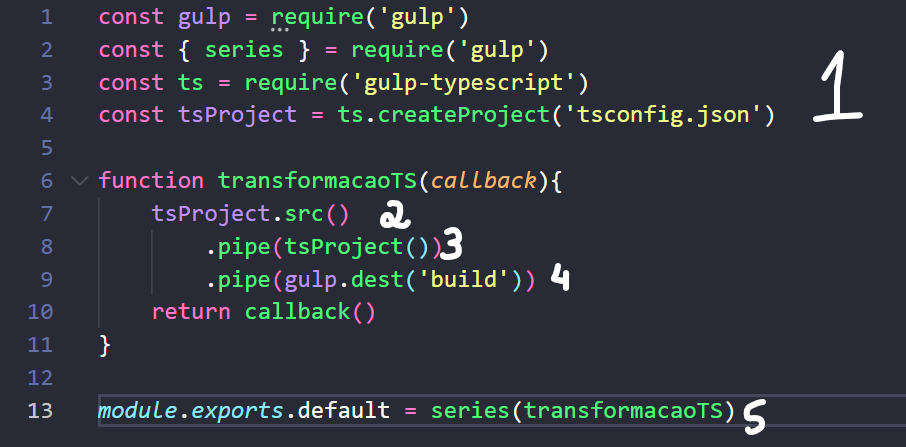 1 const gulp = require('gulp')
2 const { series } = require('gulp')
3 const ts = require('gulp-typescript')
4 const tsProject = ts.createProject('tsconfig.json') 1
5
6 function transformacaoTS(callback){
7 tsProject.src() 2
8 .pipe(tsProject()) 3
9 .pipe(gulp.dest('build')) 4
10 return callback()
11 }
12
13 module.exports.default = series(transformacaoTS) 5